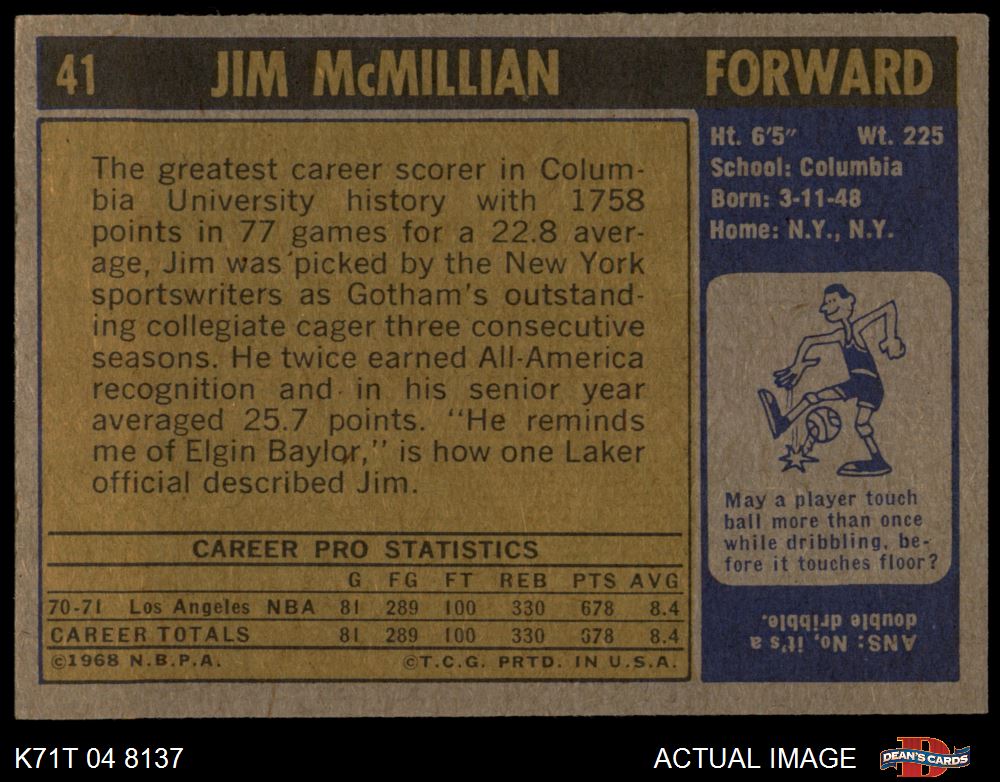 41 JIM McMILLIAN FORWARD
The greatest career scorer in Colum-
bia University history with 1758
points in 77 games for a 22.8 aver-
age, Jim was picked by the New York
sportswriters as Gotham's outstand-
ing collegiate cager three consecutive
seasons. He twice earned All-America
recognition and in his senior year
averaged 25.7 points. "He reminds
me of Elgin Baylor," is how one Laker
official described Jim.
CAREER PRO STATISTICS
G FG FT REB PTS AVG
70-71 Los Angeles NBA 81 289 100 330 678 8.4
CAREER TOTALS 81 289 100 330 678 8.4
©1968 N.B.P.A. ©T.C.G. PRTD. IN U.S.A.
Ht. 6'5" Wt. 225
School: Columbia
Born: 3-11-48
Home: N.Y., N.Y.
May a player touch
ball more than once
while dribbling, be-
fore it touches floor?
ANS: No, it's a
double dribble.
K71T 04 8137 ACTUAL IMAGE DEAN'S CARDS